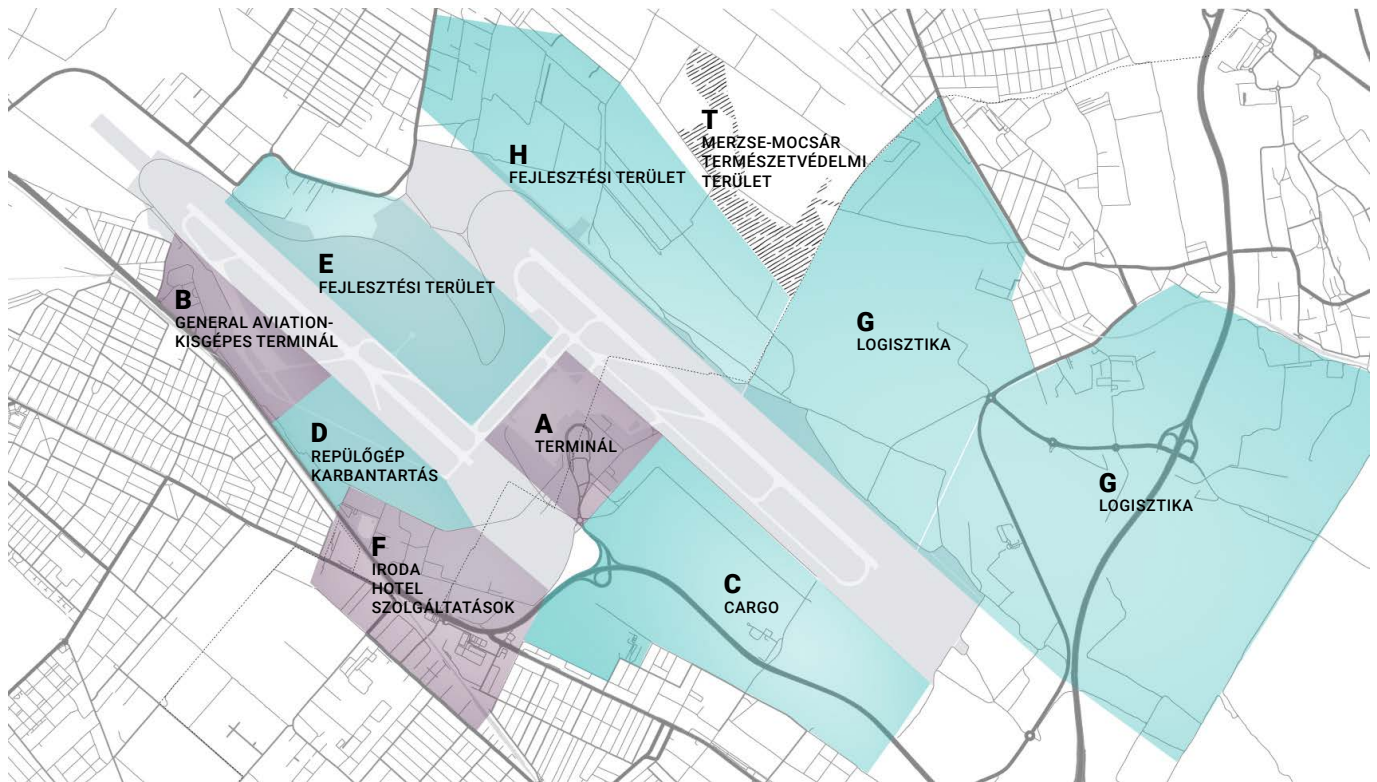 T
MERZSE-MOCSÁR
TERMÉSZETVÉDELMI
TERÜLET
H
FEJLESZTÉSI TERÜLET
E
FEJLESZTÉSI TERÜLET
B
GENERAL AVIATION-
KISGÉPES TERMINÁL
G
LOGISZTIKA
A
TERMINÁL
D
REPÜLŐGÉP
KARBANTARTÁS
G
LOGISZTIKA
F
IRODA
HOTEL
SZOLGÁLTATÁSOK
C
CARGO